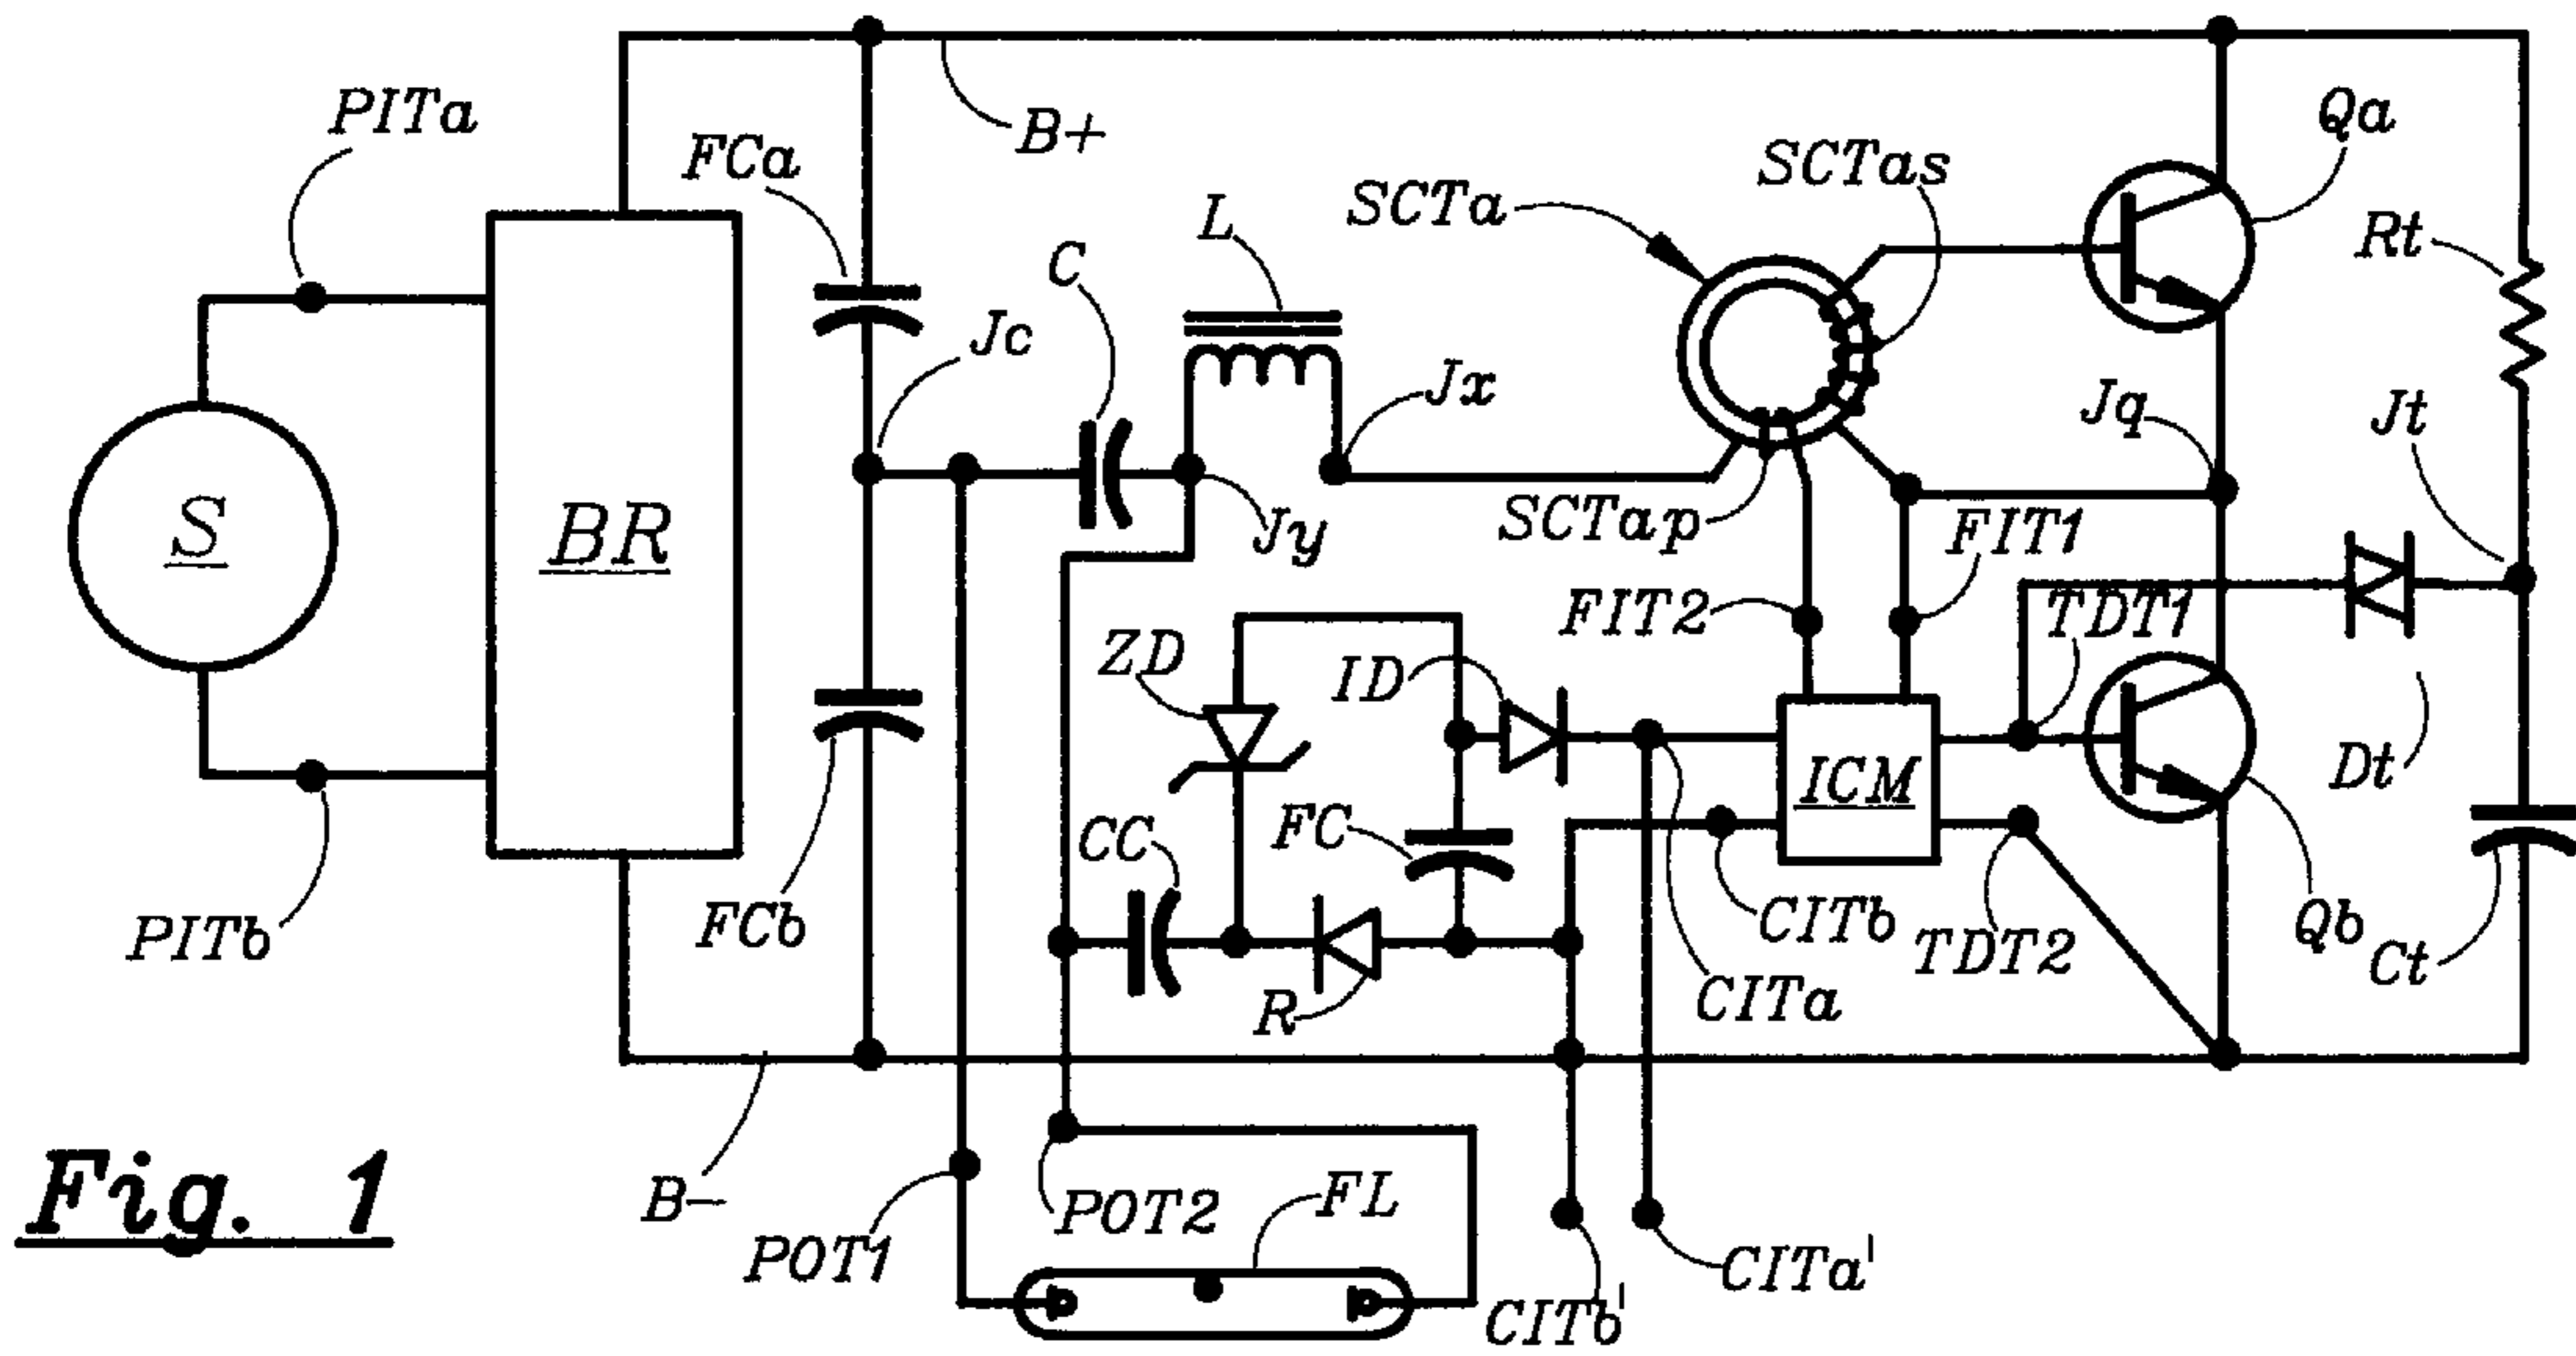 PITa
FCa
B+
Qa
SCTas
SCTa
L
C
Rt
Jc
Jx
Jq
Jt
S
BR
Jy
SCTap
FIT1
FIT2
TDT1
ZD
ID
Dt
ICM
CC
FC
PITb
FCb
CITb
TDT2
Qb
Ct
R
CITa
B-
POT2
FL
POT1
CITa'
CITb'
Fig. 1